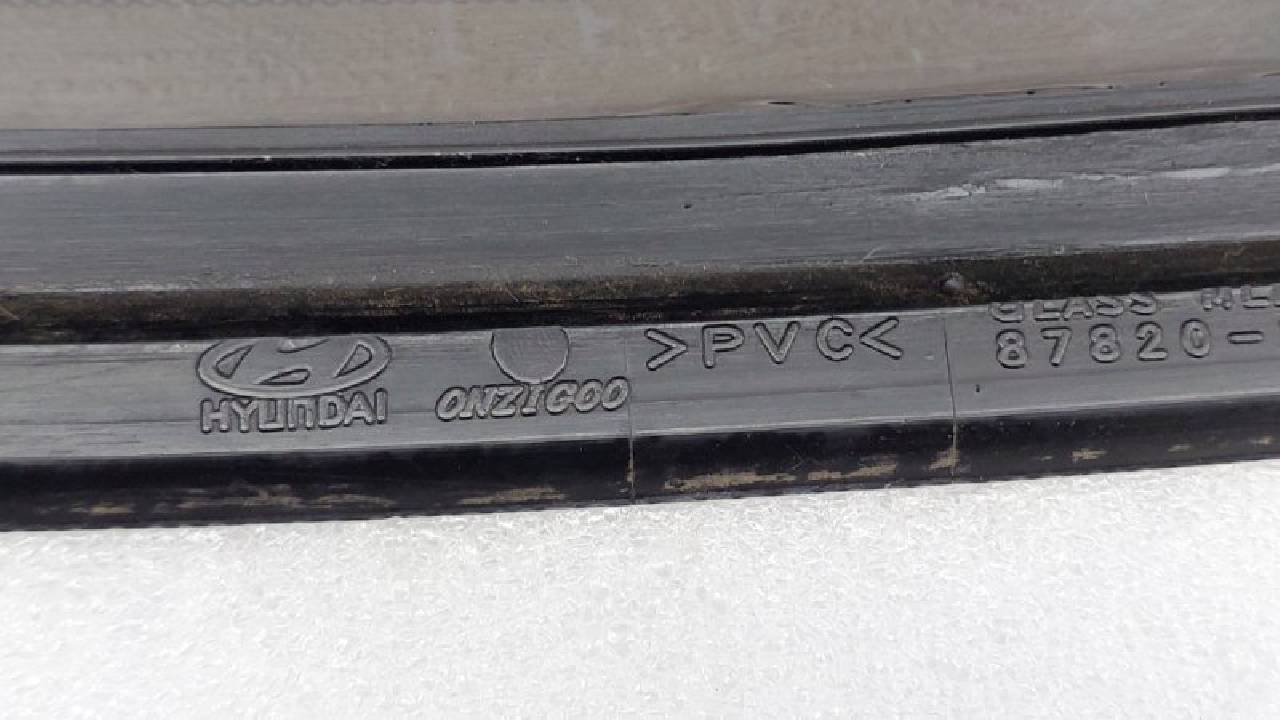 HYUNDAI
ONZIGOO
>PVC<
GLASS
87820-